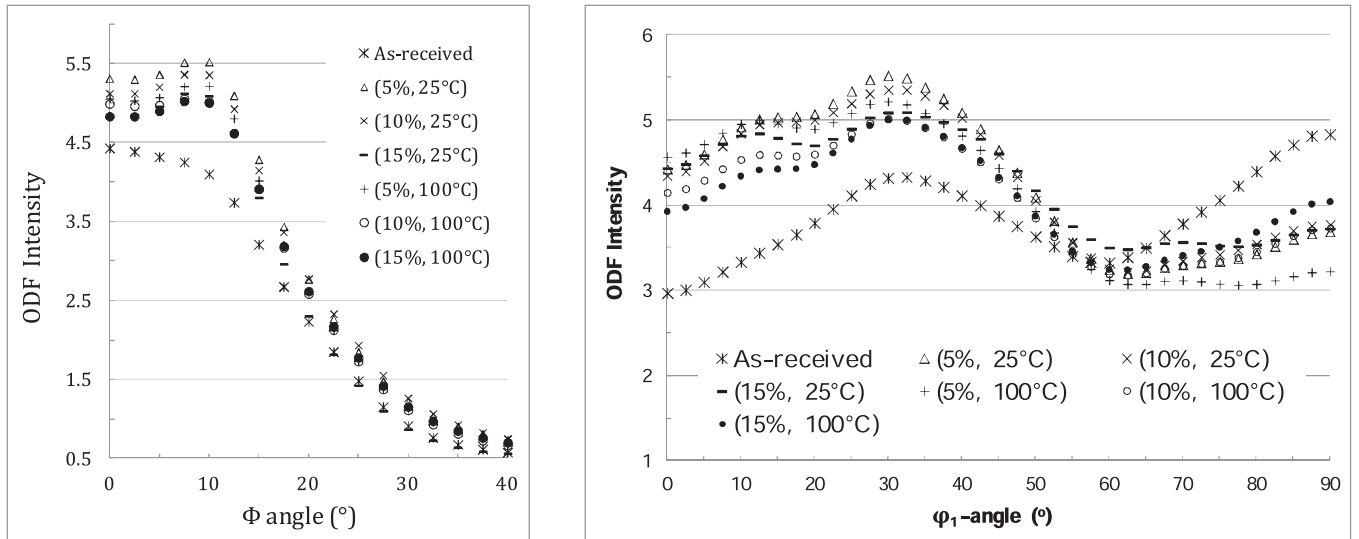 5.5
4.5
3.5
2.5
1.5
0.5
0
10
20
30
40
ODF Intensity
Φ angle (°)
As-received
(5%, 25°C)
(10%, 25°C)
(15%, 25°C)
(5%, 100°C)
(10%, 100°C)
(15%, 100°C)
6
5
4
3
2
1
0
10
20
30
40
50
60
70
80
90
ODF Intensity
φ1-angle (º)
As-received
(5%, 25°C)
(10%, 25°C)
(15%, 25°C)
(5%, 100°C)
(10%, 100°C)
(15%, 100°C)